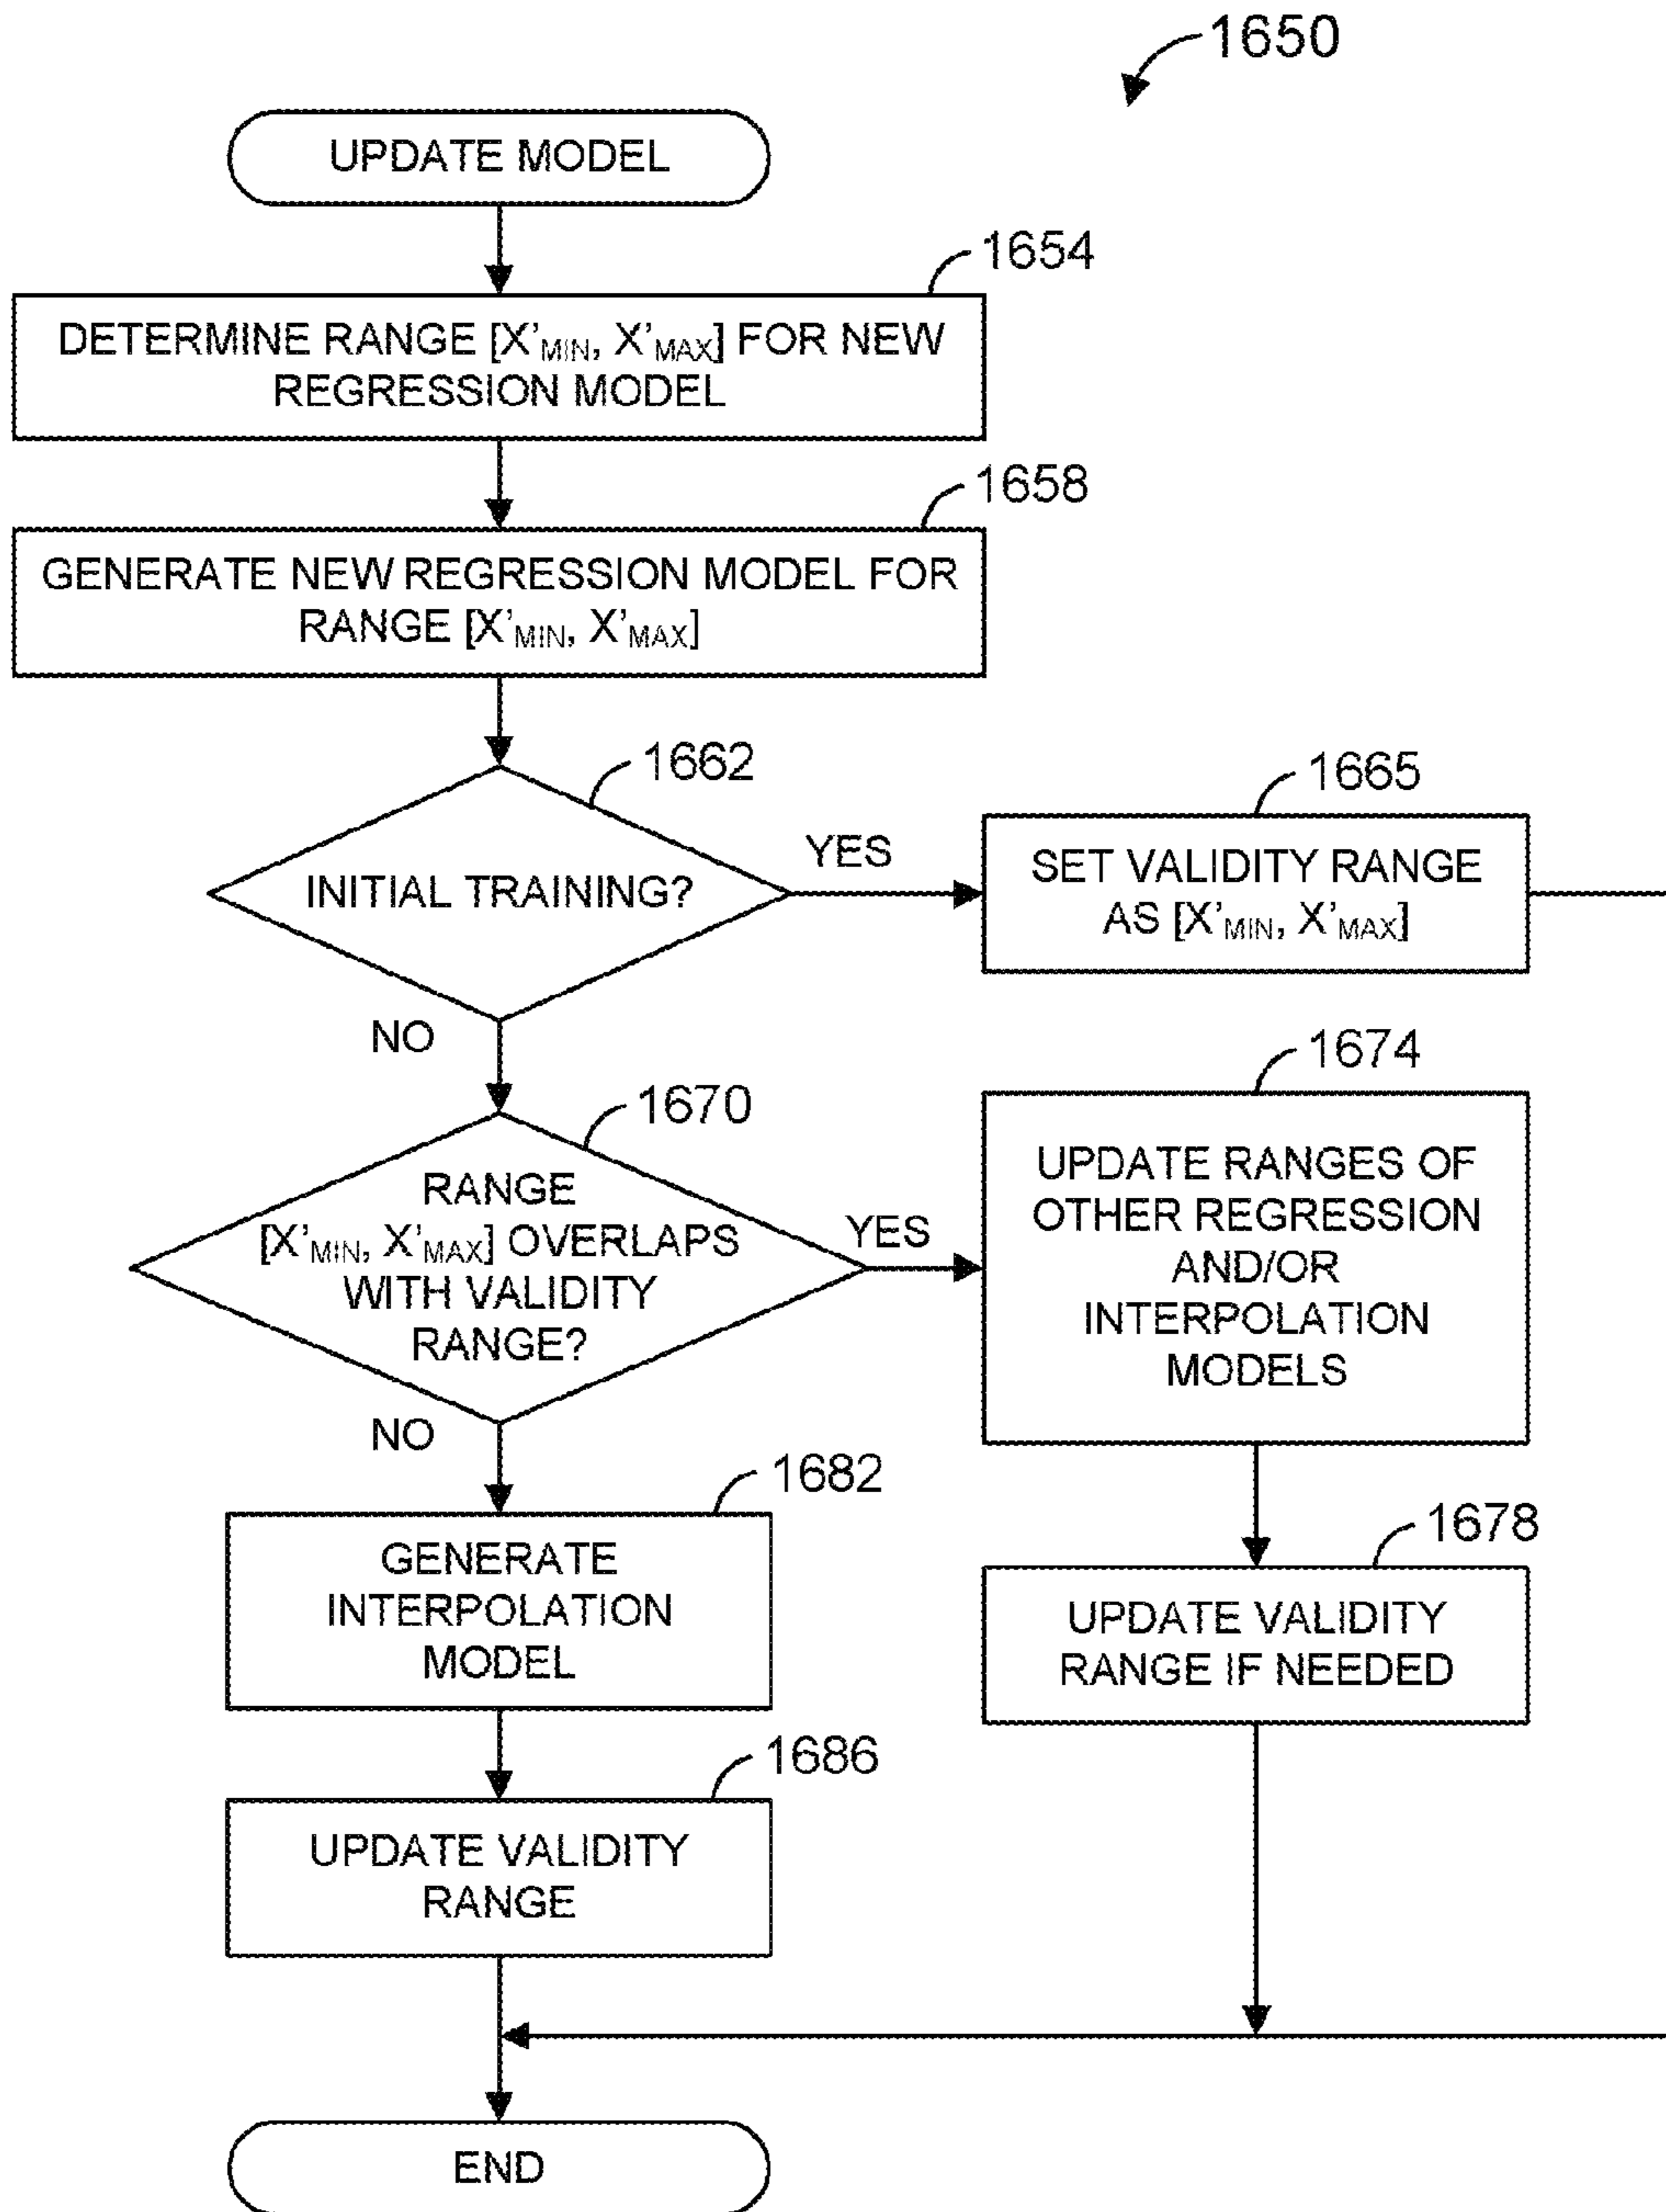 1650
UPDATE MODEL
1654
DETERMINE RANGE [X'MIN, X'MAX] FOR NEW
REGRESSION MODEL
1658
GENERATE NEW REGRESSION MODEL FOR
RANGE [X'MIN, X'MAX]
1662
INITIAL TRAINING?
YES
NO
1665
SET VALIDITY RANGE
AS [X'MIN, X'MAX]
1670
RANGE
[X'MIN, X'MAX] OVERLAPS
WITH VALIDITY
RANGE?
YES
NO
1674
UPDATE RANGES OF
OTHER REGRESSION
AND/OR
INTERPOLATION
MODELS
1678
UPDATE VALIDITY
RANGE IF NEEDED
1682
GENERATE
INTERPOLATION
MODEL
1686
UPDATE VALIDITY
RANGE
END